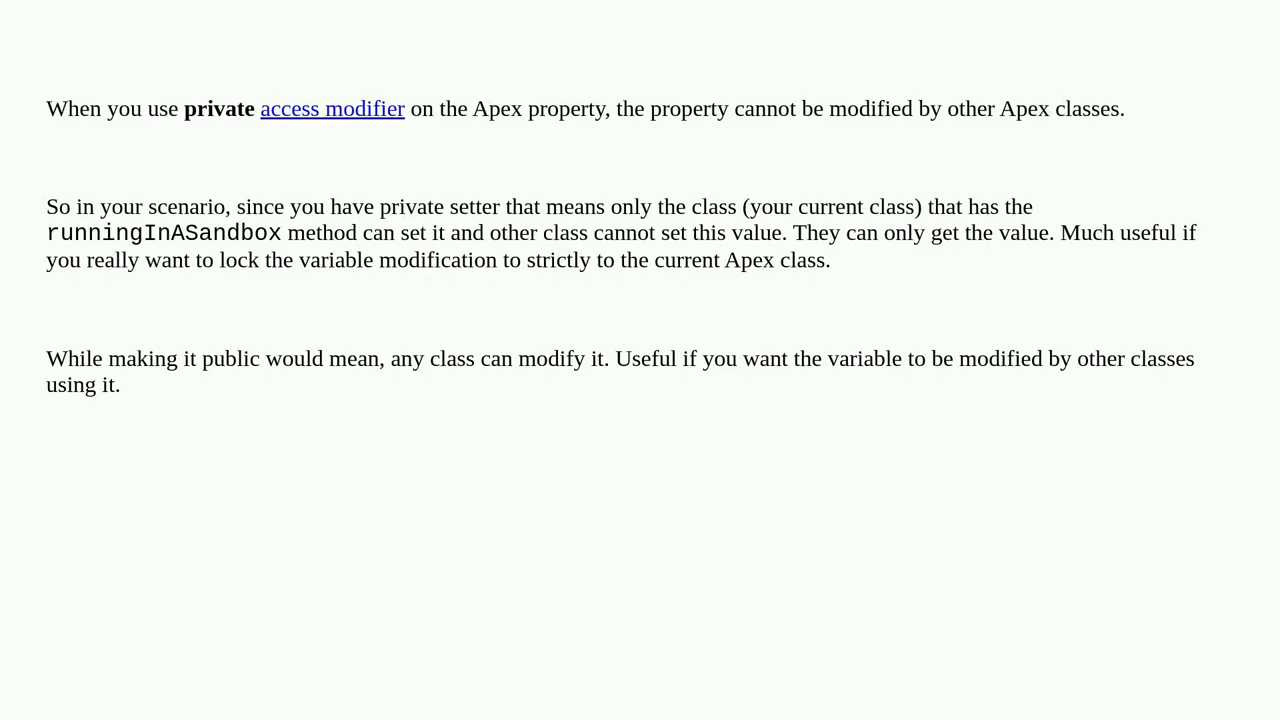 When you use private access modifier on the Apex property, the property cannot be modified by other Apex classes.
So in your scenario, since you have private setter that means only the class (your current class) that has the
runningInASandbox method can set it and other class cannot set this value. They can only get the value. Much useful if
you really want to lock the variable modification to strictly to the current Apex class.
While making it public would mean, any class can modify it. Useful if you want the variable to be modified by other classes
using it.